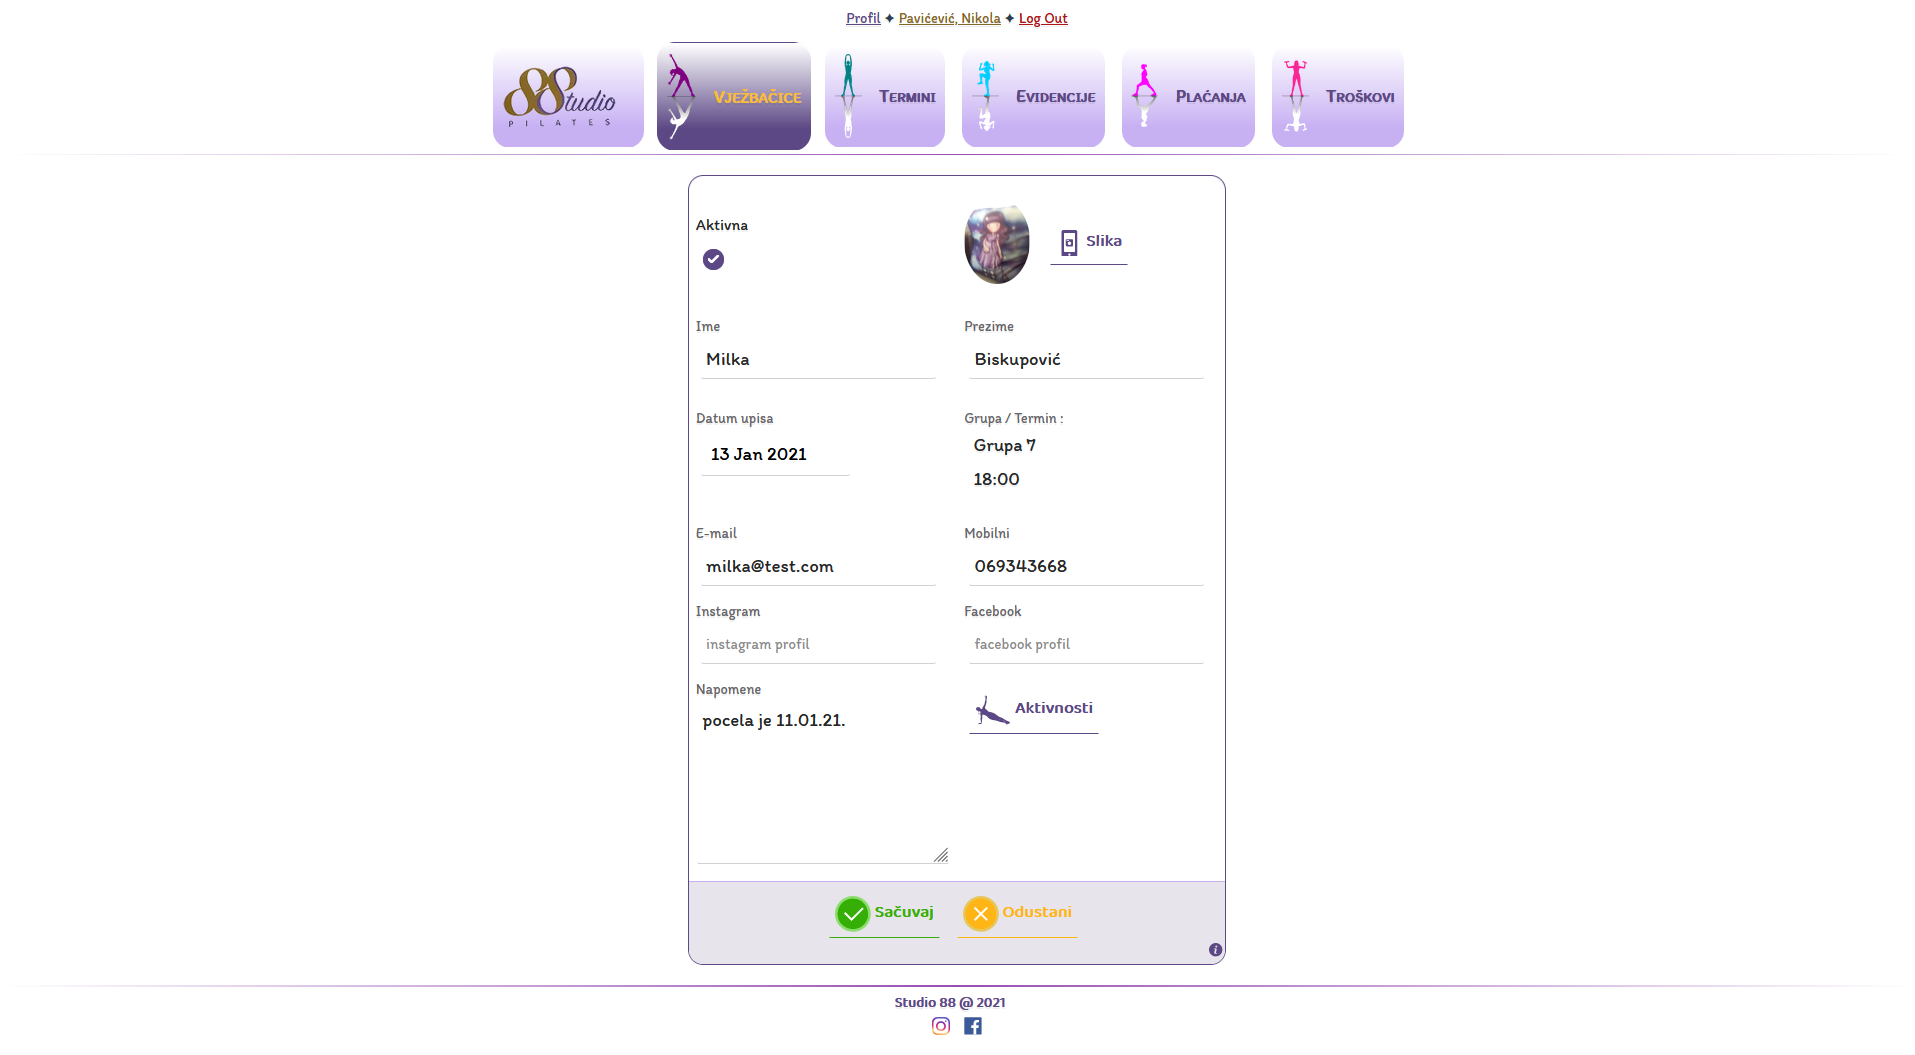 Profil ✦ Pavićević, Nikola ✦ Log Out
88tudio
PILATES
Vježbačice
Termini
Evidencije
Plaćanja
Troškovi
Aktivna
Slika
Ime
Prezime
Milka
Biskupović
Datum upisa
Grupa / Termin :
13 Jan 2021
Grupa 7
18:00
E-mail
Mobilni
milka@test.com
069343668
Instagram
Facebook
instagram profil
facebook profil
Napomene
pocela je 11.01.21.
Aktivnosti
Sačuvaj
Odustani
Studio 88 @ 2021